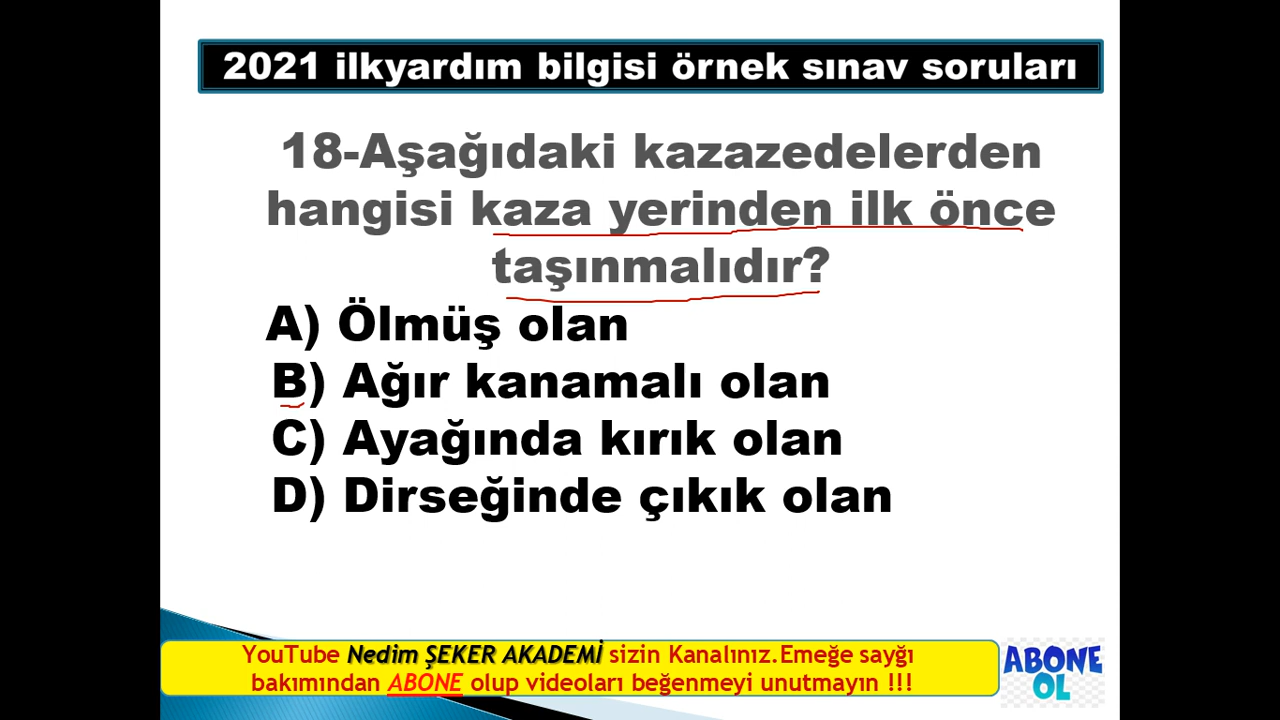 2021 ilkyardım bilgisi örnek sınav soruları
18-Aşağıdaki kazazedelerden
hangisi kaza yerinden ilk önce
taşınmalıdır?
A) Ölmüş olan
B) Ağır kanamalı olan
C) Ayağında kırık olan
D) Dirseğinde çıkık olan
YouTube Nedim ŞEKER AKADEMİ sizin Kanalınız.Emeğe sayğı
bakımından ABONE olup videoları beğenmeyi unutmayın !!!
ABONE
OL